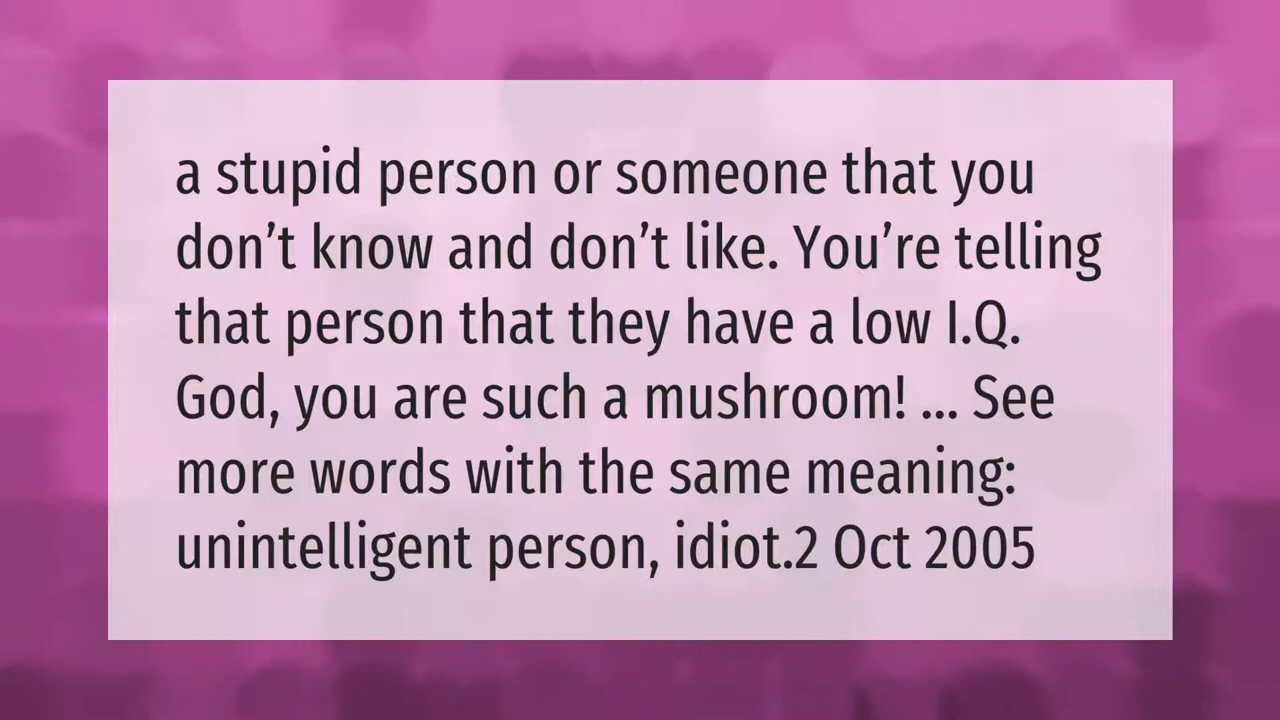 a stupid person or someone that you
don’t know and don’t like. You’re telling
that person that they have a low I.Q.
God, you are such a mushroom! ... See
more words with the same meaning:
unintelligent person, idiot.2 Oct 2005